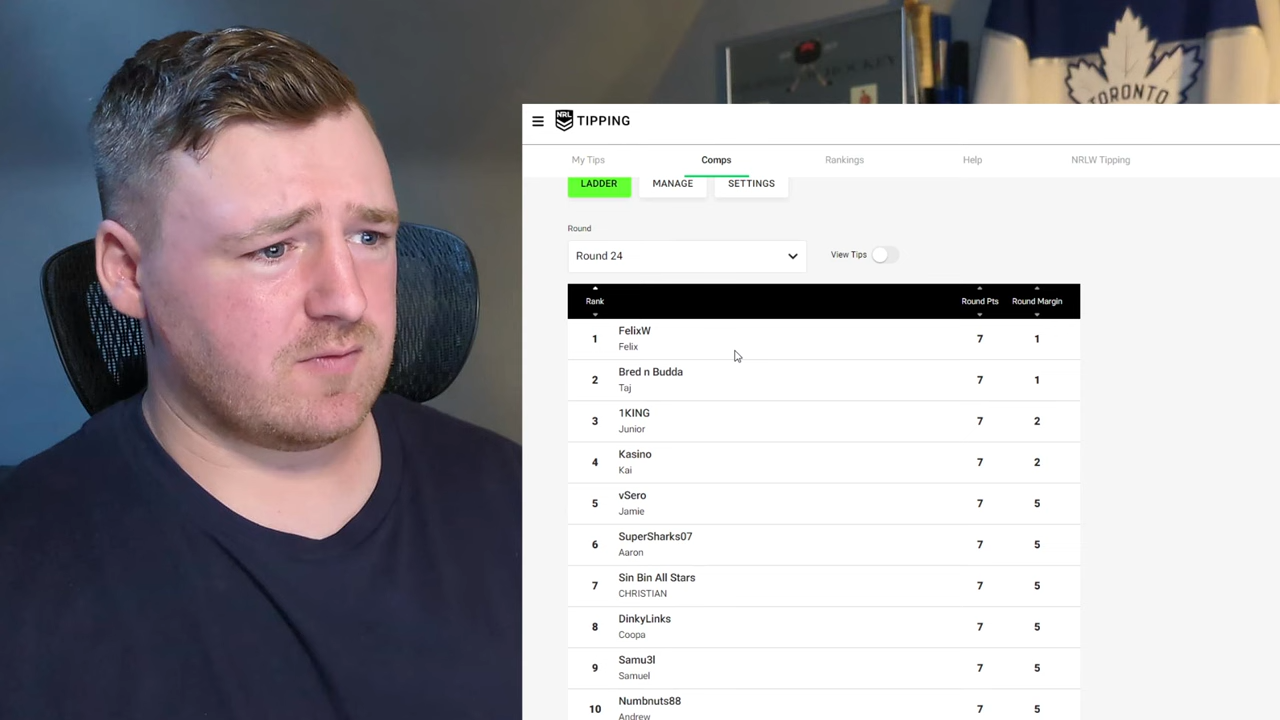 HOCKEY
TORONTO
NRL
TIPPING
My Tips
Comps
Rankings
Help
NRLW Tipping
LADDER
MANAGE
SETTINGS
Round
Round 24
View Tips
Rank
Round Pts
Round Margin
1
FelixW
Felix
7
1
2
Bred n Budda
Taj
7
1
3
1KING
Junior
7
2
4
Kasino
Kai
7
2
5
vSero
Jamie
7
5
6
SuperSharks07
Aaron
7
5
7
Sin Bin All Stars
CHRISTIAN
7
5
8
DinkyLinks
Coopa
7
5
9
Samu3l
Samuel
7
5
10
Numbnuts88
Andrew
7
5